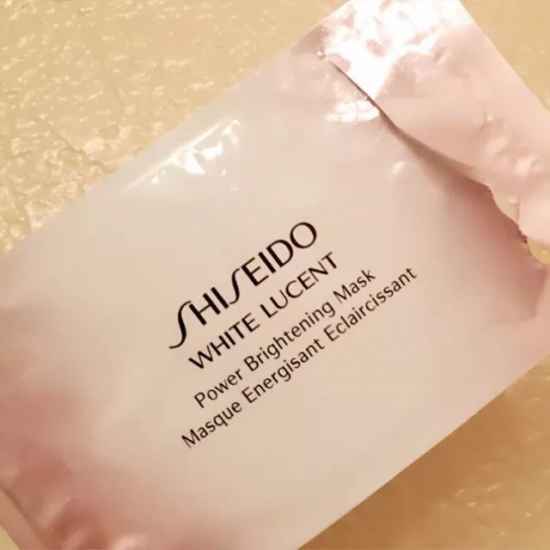 SHISEIDO
WHITE LUCENT
Power Brightening Mask
Masque Energisant Eclaircissant